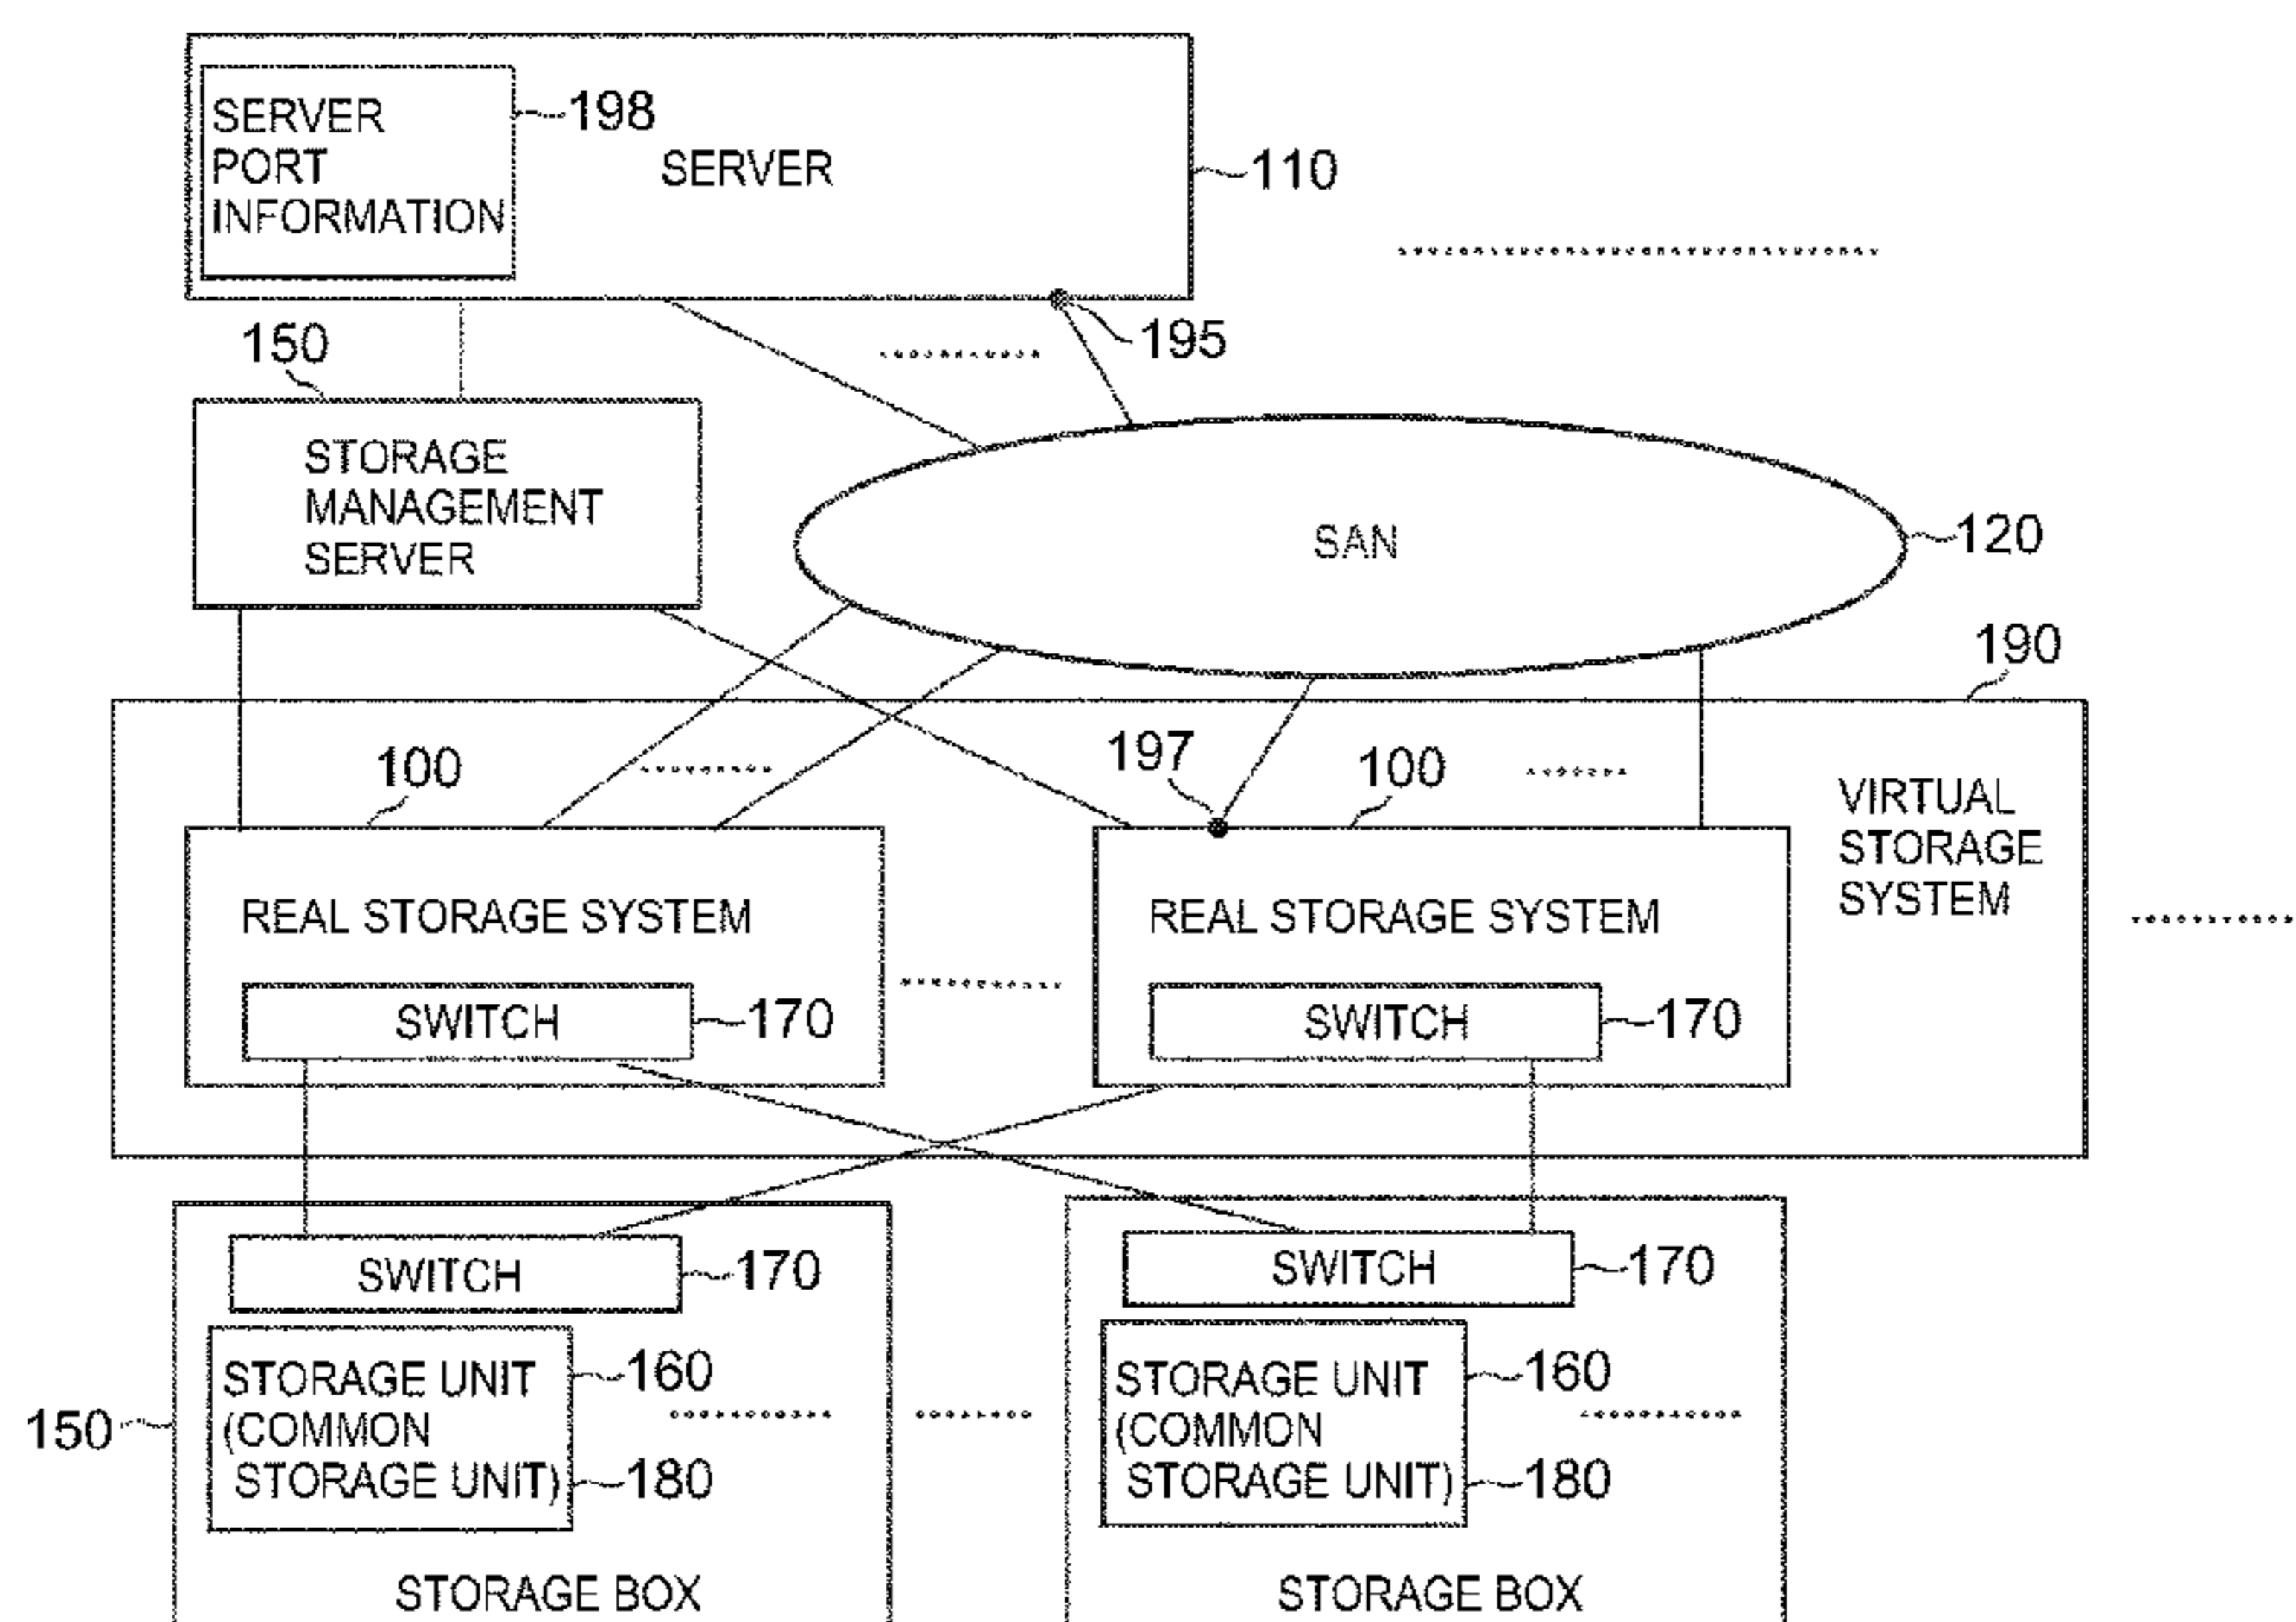 SERVER
PORT
INFORMATION
198
SERVER
110
195
150
STORAGE
MANAGEMENT
SERVER
SAN
120
190
197
100
100
VIRTUAL
STORAGE
SYSTEM
REAL STORAGE SYSTEM
REAL STORAGE SYSTEM
SWITCH
170
SWITCH
170
SWITCH
170
SWITCH
170
150
STORAGE UNIT
(COMMON
STORAGE UNIT)
160
180
STORAGE UNIT
(COMMON
STORAGE UNIT)
160
180
STORAGE BOX
STORAGE BOX